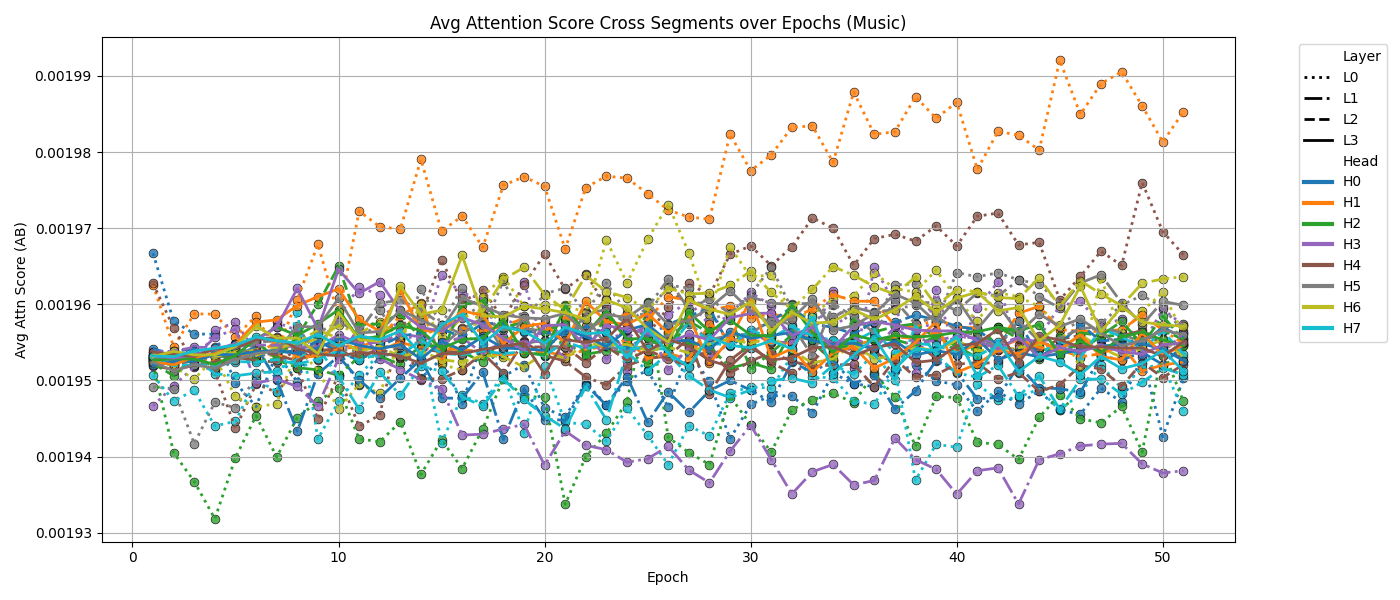 Avg Attention Score Cross Segments over Epochs (Music)
Avg Attn Score (AB)
0.00199
0.00198
0.00197
0.00196
0.00195
0.00194
0.00193
0
10
20
30
40
50
Epoch
Layer
L0
L1
L2
L3
Head
H0
H1
H2
H3
H4
H5
H6
H7